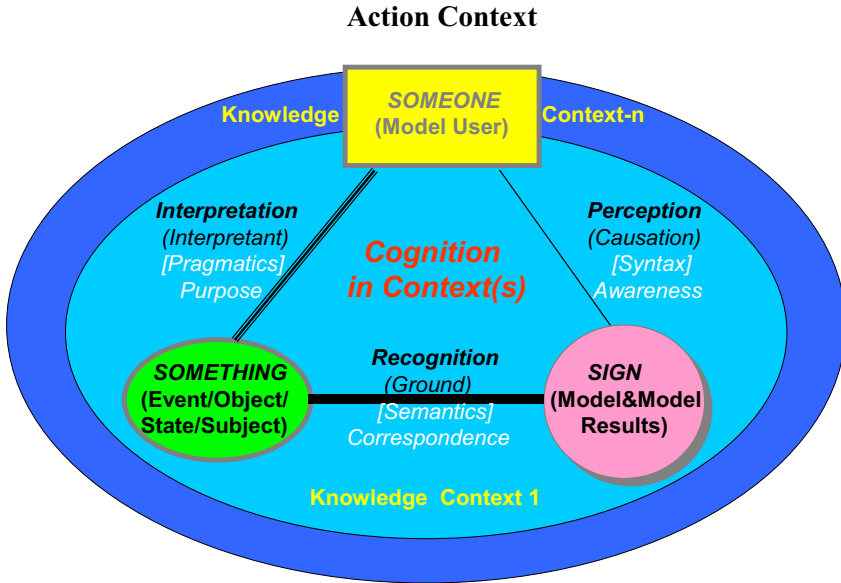 Action Context
Knowledge
SOMEONE
(Model User)
Context-n
Interpretation
(Interpretant)
[Pragmatics]
Purpose
Perception
(Causation)
[Syntax]
Awareness
Cognition
in Context(s)
SOMETHING
(Event/Object/
State/Subject)
Recognition
(Ground)
[Semantics]
Correspondence
SIGN
(Model&Model
Results)
Knowledge Context 1